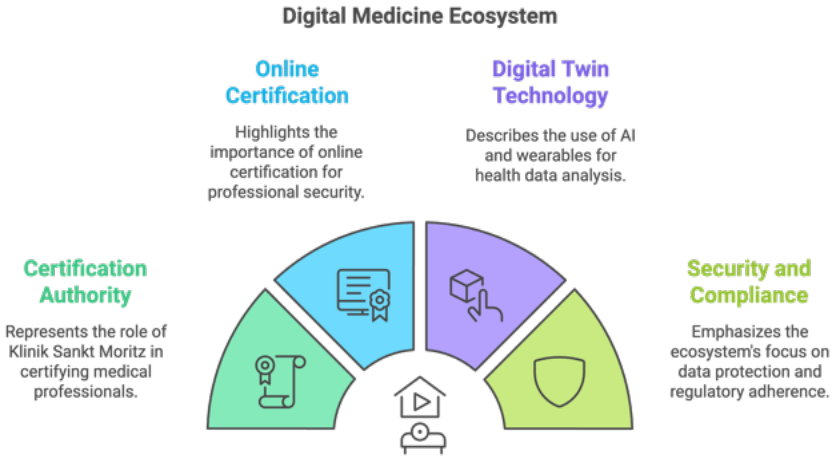 Digital Medicine Ecosystem
Online
Certification
Highlights the
importance of online
certification for
professional security.
Digital Twin
Technology
Describes the use of AI
and wearables for
health data analysis.
Certification
Authority
Represents the role of
Klinik Sankt Moritz in
certifying medical
professionals.
Security and
Compliance
Emphasizes the
ecosystem's focus on
data protection and
regulatory adherence.